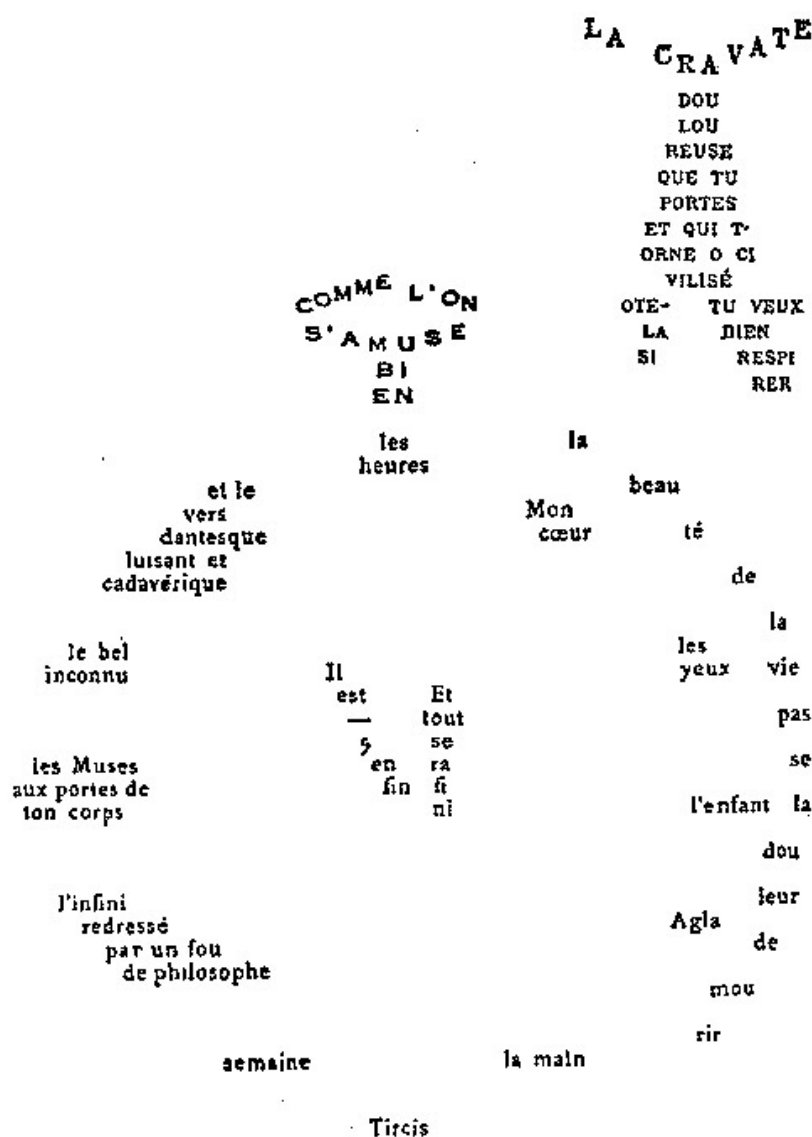 LA CRAVATE
DOU
LOU
REUSE
QUE TU
PORTES
ET QUI T'
ORNE O CI
VILISÉ
OTE- TU VEUX
LA BIEN
SI RESPI
RER
COMME L'ON
S'AMUSE
BI
EN
les
heures
la
beau
té
de
la
vie
pas
se
la
dou
leur
de
mou
rir
Mon
cœur
les
yeux
l'enfant
Agla
la main
Tircis
semaine
l'infini
redressé
par un fou
de philosophe
les Muses
aux portes de
ton corps
le bel
inconnu
et le
vers
dantesque
luisant et
cadavérique
Il
est
—
5
en
fin
Et
tout
se
ra
fi
ni